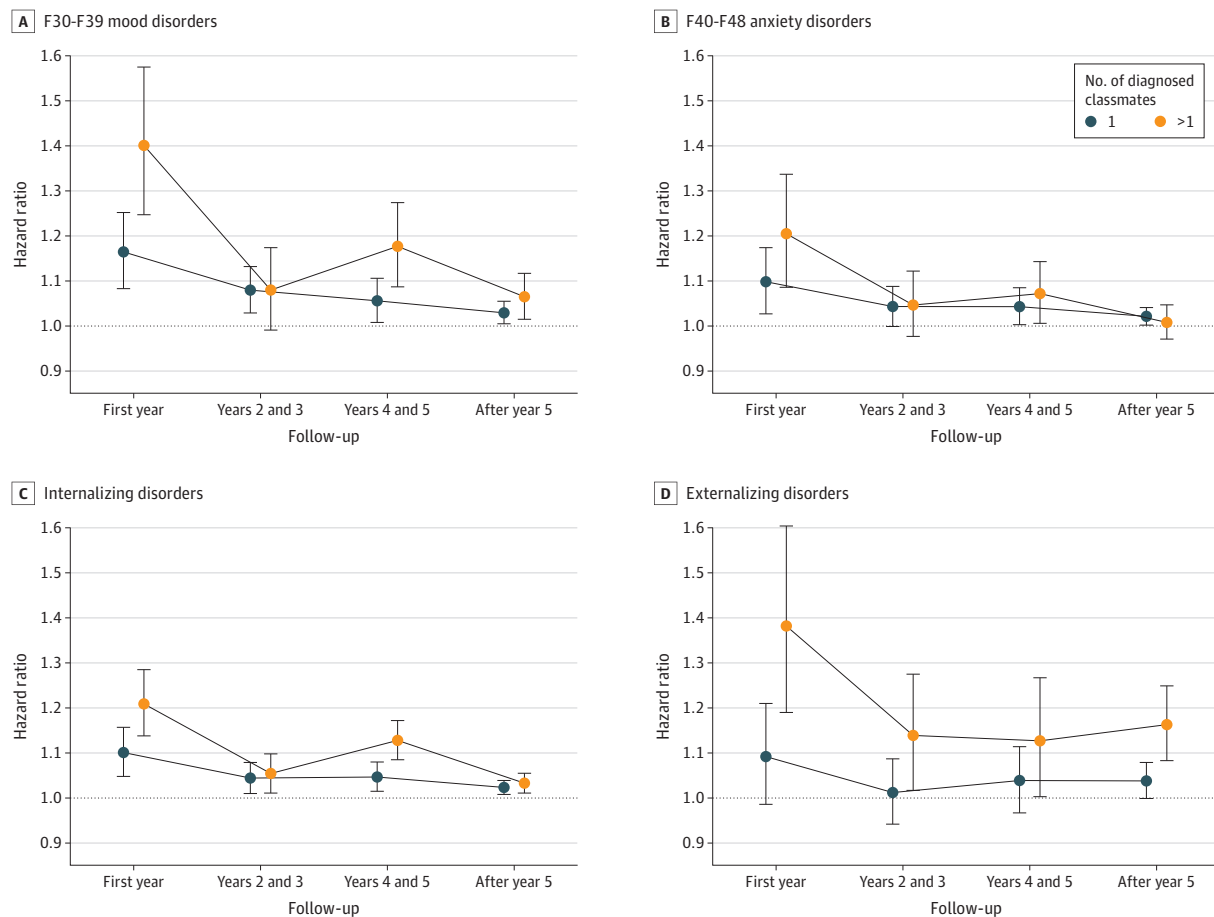 A F30-F39 mood disorders
1.6
1.5
1.4
1.3
1.2
1.1
1.0
0.9
Hazard ratio
First year
Years 2 and 3
Years 4 and 5
After year 5
Follow-up
B F40-F48 anxiety disorders
1.6
1.5
1.4
1.3
1.2
1.1
1.0
0.9
Hazard ratio
No. of diagnosed
classmates
1 >1
First year
Years 2 and 3
Years 4 and 5
After year 5
Follow-up
C Internalizing disorders
1.6
1.5
1.4
1.3
1.2
1.1
1.0
0.9
Hazard ratio
First year
Years 2 and 3
Years 4 and 5
After year 5
Follow-up
D Externalizing disorders
1.6
1.5
1.4
1.3
1.2
1.1
1.0
0.9
Hazard ratio
First year
Years 2 and 3
Years 4 and 5
After year 5
Follow-up